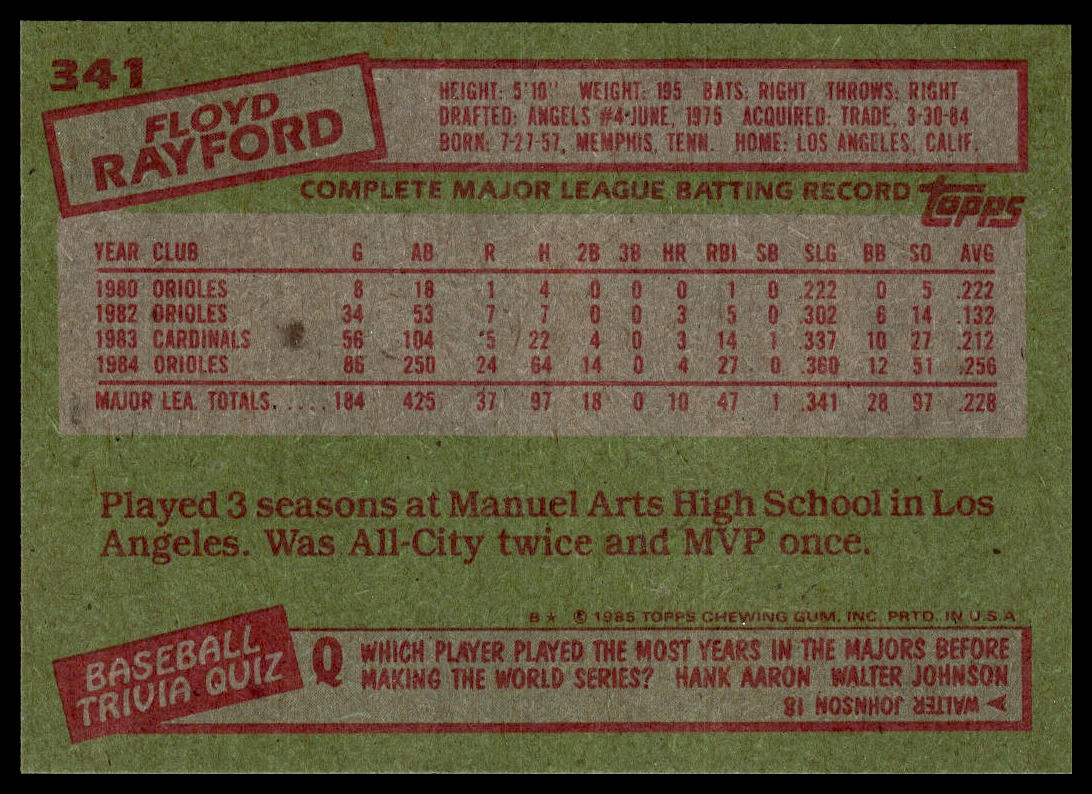 341
FLOYD
RAYFORD
HEIGHT: 5'10" WEIGHT: 195 BATS: RIGHT THROWS: RIGHT
DRAFTED: ANGELS #4-JUNE, 1975 ACQUIRED: TRADE, 3-30-84
BORN: 7-27-57, MEMPHIS, TENN. HOME: LOS ANGELES, CALIF.
COMPLETE MAJOR LEAGUE BATTING RECORD topps
YEAR CLUB G AB R H 2B 3B HR RBI SB SLG BB SO AVG
1980 ORIOLES 8 18 1 4 0 0 0 1 0 .222 0 5 .222
1982 ORIOLES 34 53 7 7 0 0 3 5 0 .302 6 14 .132
1983 CARDINALS 56 104 5 22 4 0 3 14 1 .337 10 27 .212
1984 ORIOLES 86 250 24 64 14 0 4 27 0 .360 12 51 .256
MAJOR LEA. TOTALS. .... 184 425 37 97 18 0 10 47 1 .341 28 97 .228
Played 3 seasons at Manuel Arts High School in Los
Angeles. Was All-City twice and MVP once.
B★ © 1985 TOPPS CHEWING GUM, INC. PRTD. IN U.S.A
BASEBALL
TRIVIA QUIZ
Q WHICH PLAYER PLAYED THE MOST YEARS IN THE MAJORS BEFORE
MAKING THE WORLD SERIES? HANK AARON WALTER JOHNSON
A WALTER JOHNSON 18